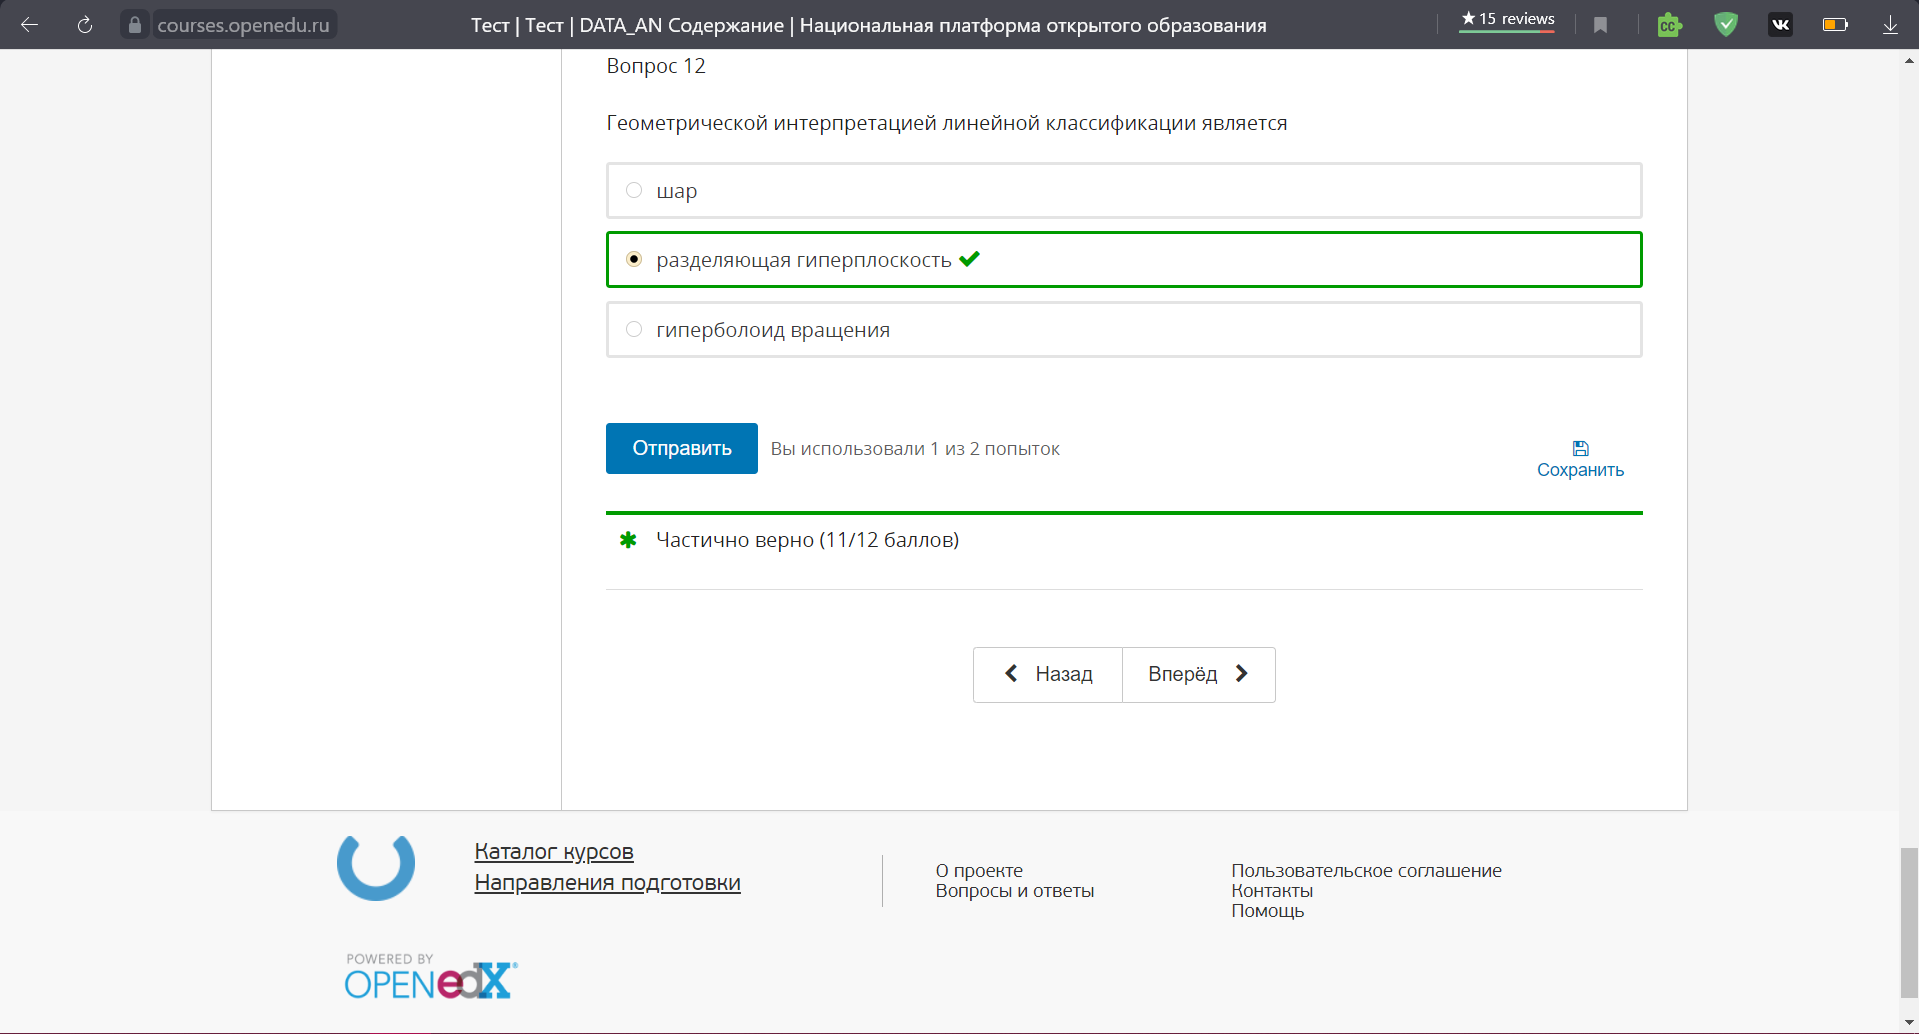 courses.openedu.ru
Тест | Тест | DATA_AN Содержание | Национальная платформа открытого образования
★ 15 reviews
Вопрос 12
Геометрической интерпретацией линейной классификации является
шар
разделяющая гиперплоскость
гиперболоид вращения
Отправить
Вы использовали 1 из 2 попыток
Сохранить
Частично верно (11/12 баллов)
Назад
Вперёд
Каталог курсов
Направления подготовки
О проекте
Вопросы и ответы
Пользовательское соглашение
Контакты
Помощь
POWERED BY
OPENedX®